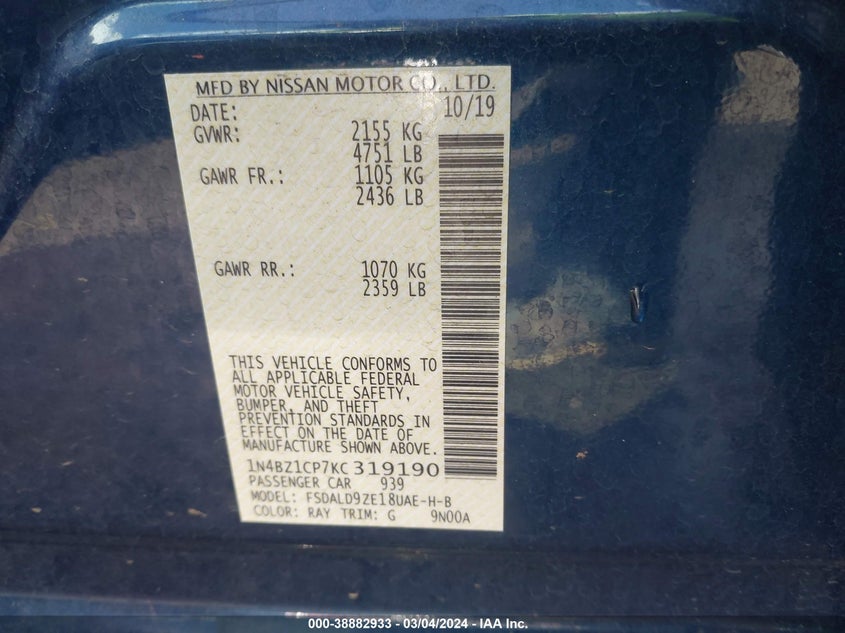 MFD BY NISSAN MOTOR CO., LTD.
DATE: 10/19
GVWR: 2155 KG
4751 LB
GAWR FR.: 1105 KG
2436 LB
GAWR RR.: 1070 KG
2359 LB
THIS VEHICLE CONFORMS TO
ALL APPLICABLE FEDERAL
MOTOR VEHICLE SAFETY,
BUMPER, AND THEFT
PREVENTION STANDARDS IN
EFFECT ON THE DATE OF
MANUFACTURE SHOWN ABOVE.
1N4BZ1CP7KC 319190
PASSENGER CAR 939
MODEL: FSDALD9ZE18UAE-H-B
COLOR: RAY TRIM: G 9N00A
000-38882933 - 03/04/2024 - IAA Inc.